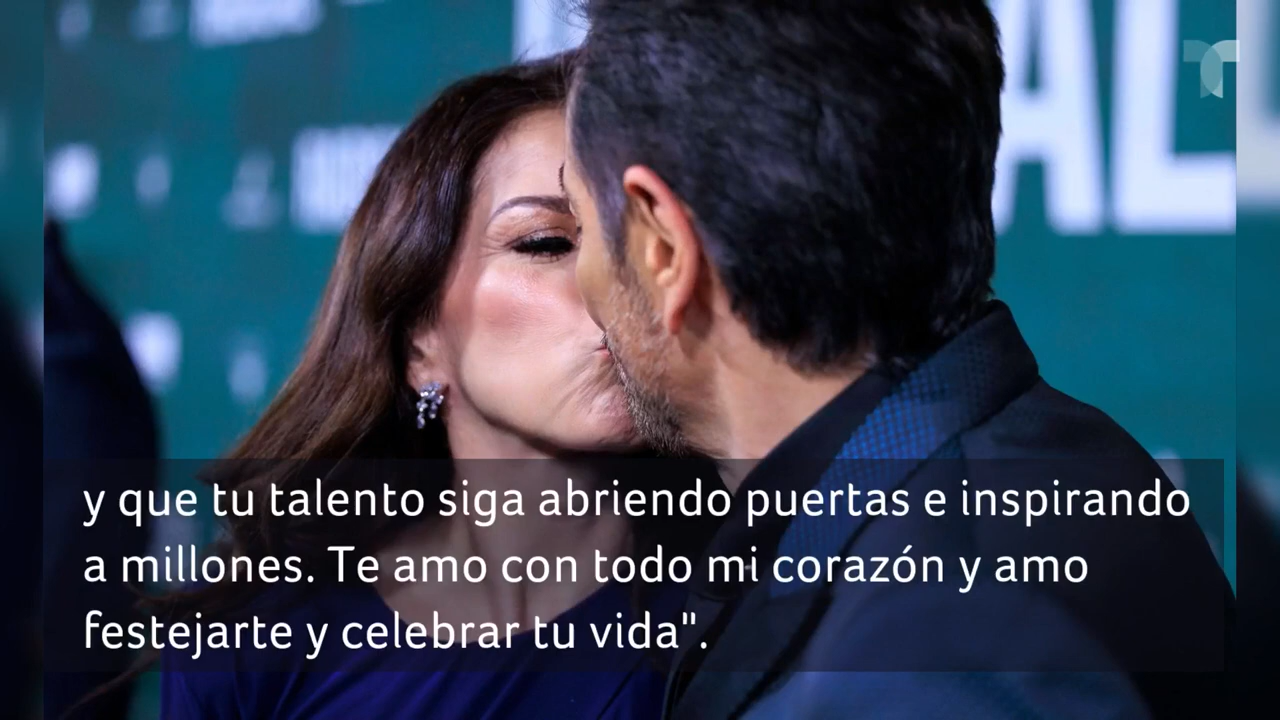 AL
y que tu talento siga abriendo puertas e inspirando
a millones. Te amo con todo mi corazón y amo
festejarte y celebrar tu vida".